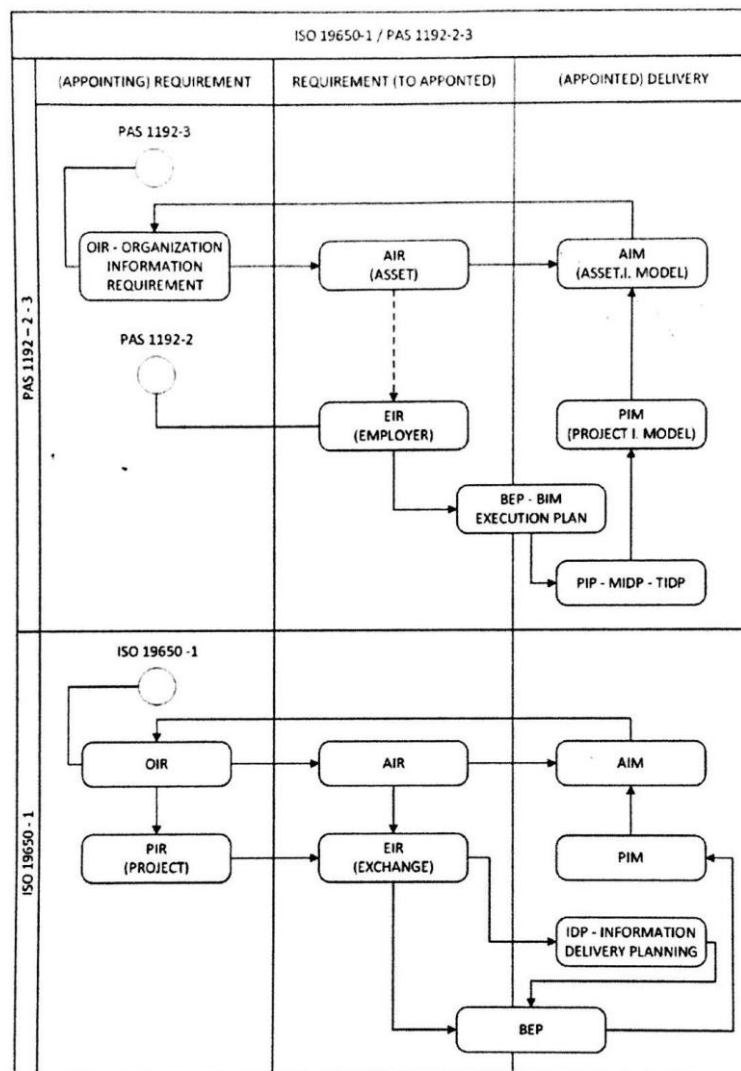 ISO 19650-1 / PAS 1192-2-3
(APPOINTING) REQUIREMENT
REQUIREMENT (TO APPONTED)
(APPOINTED) DELIVERY
PAS 1192 – 2 - 3
PAS 1192-3
OIR - ORGANIZATION
INFORMATION
REQUIREMENT
AIR
(ASSET)
AIM
(ASSET.I. MODEL)
PAS 1192-2
EIR
(EMPLOYER)
PIM
(PROJECT I. MODEL)
BEP - BIM
EXECUTION PLAN
PIP - MIDP - TIDP
ISO 19650 - 1
ISO 19650 -1
OIR
AIR
AIM
PIR
(PROJECT)
EIR
(EXCHANGE)
PIM
IDP - INFORMATION
DELIVERY PLANNING
BEP